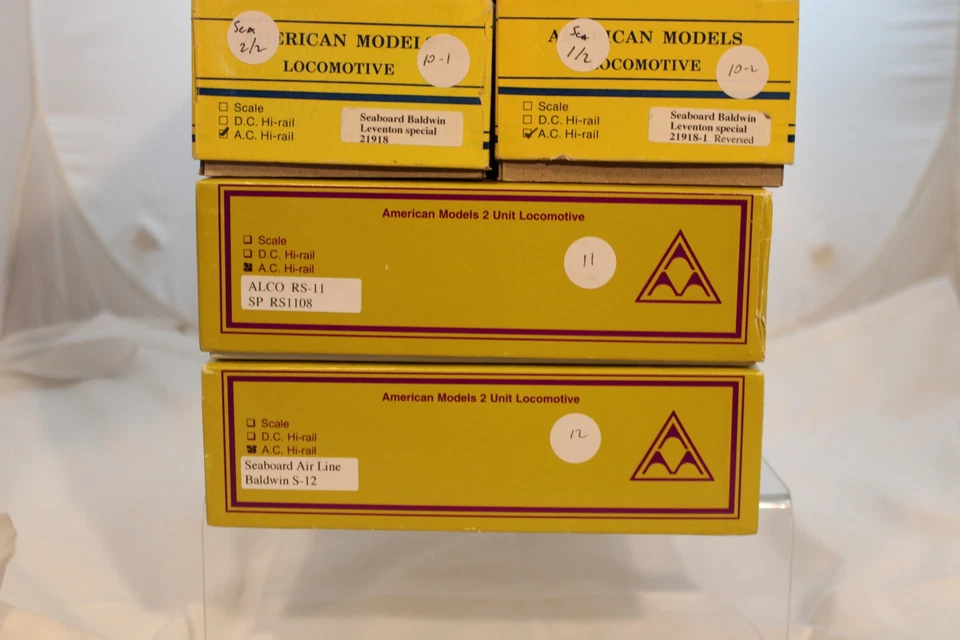 Sea
2/2
ERICAN MODELS
10-1
LOCOMOTIVE
Scale
D.C. Hi-rail
A.C. Hi-rail
Seaboard Baldwin
Leventon special
21918
Sea
1/2
A ICAN MODELS
10-2
OCOMOTIVE
Scale
D.C. Hi-rail
A.C. Hi-rail
Seaboard Baldwin
Leventon special
21918-1 Reversed
American Models 2 Unit Locomotive
Scale
D.C. Hi-rail
A.C. Hi-rail
11
ALCO RS-11
SP RS1108
American Models 2 Unit Locomotive
Scale
D.C. Hi-rail
A.C. Hi-rail
12
Seaboard Air Line
Baldwin S-12